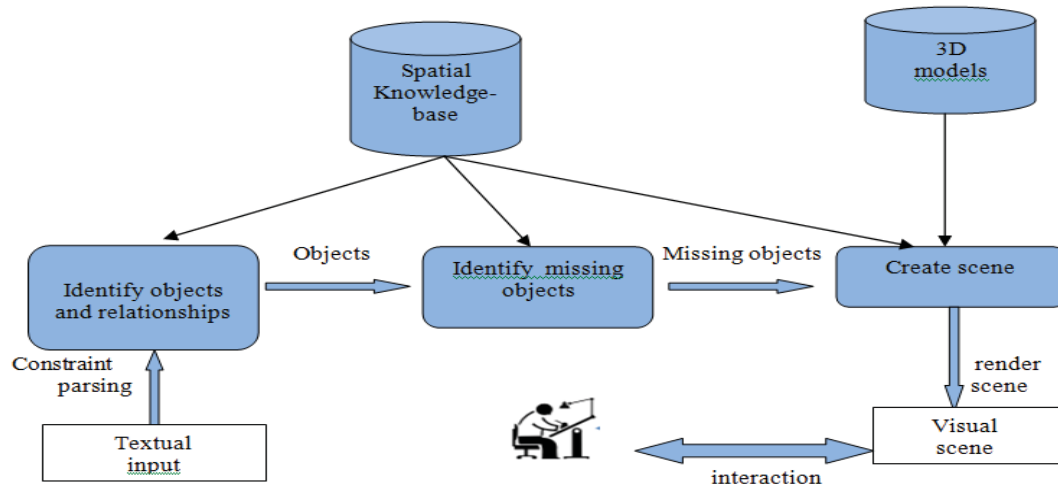 Spatial
Knowledge-
base
3D
models
Objects
Missing objects
Identify objects
and relationships
Identify missing
objects
Create scene
Constraint
parsing
render
scene
Textual
input
Visual
scene
interaction